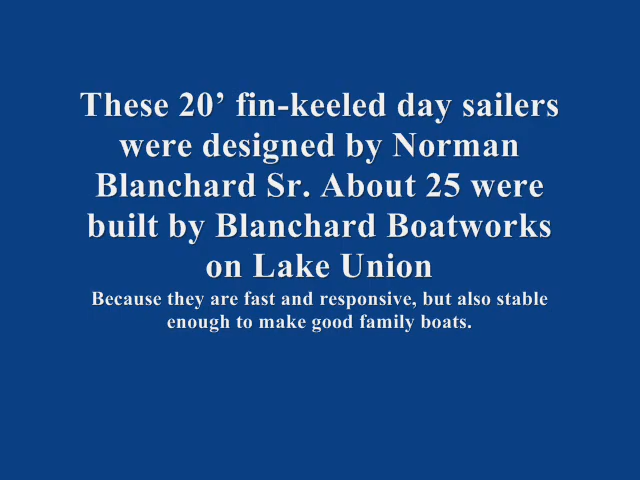 These 20’ fin-keeled day sailers
were designed by Norman
Blanchard Sr. About 25 were
built by Blanchard Boatworks
on Lake Union
Because they are fast and responsive, but also stable
enough to make good family boats.